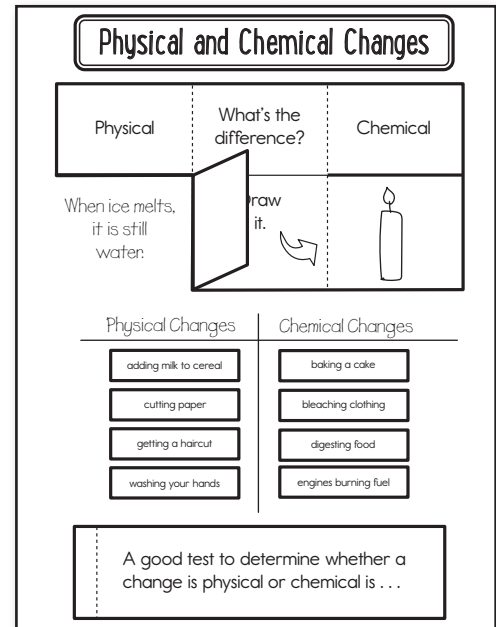 Physical and Chemical Changes
Physical
What's the
difference?
Chemical
When ice melts,
it is still
water.
raw
it.
Physical Changes
Chemical Changes
adding milk to cereal
baking a cake
cutting paper
bleaching clothing
getting a haircut
digesting food
washing your hands
engines burning fuel
A good test to determine whether a
change is physical or chemical is . . .